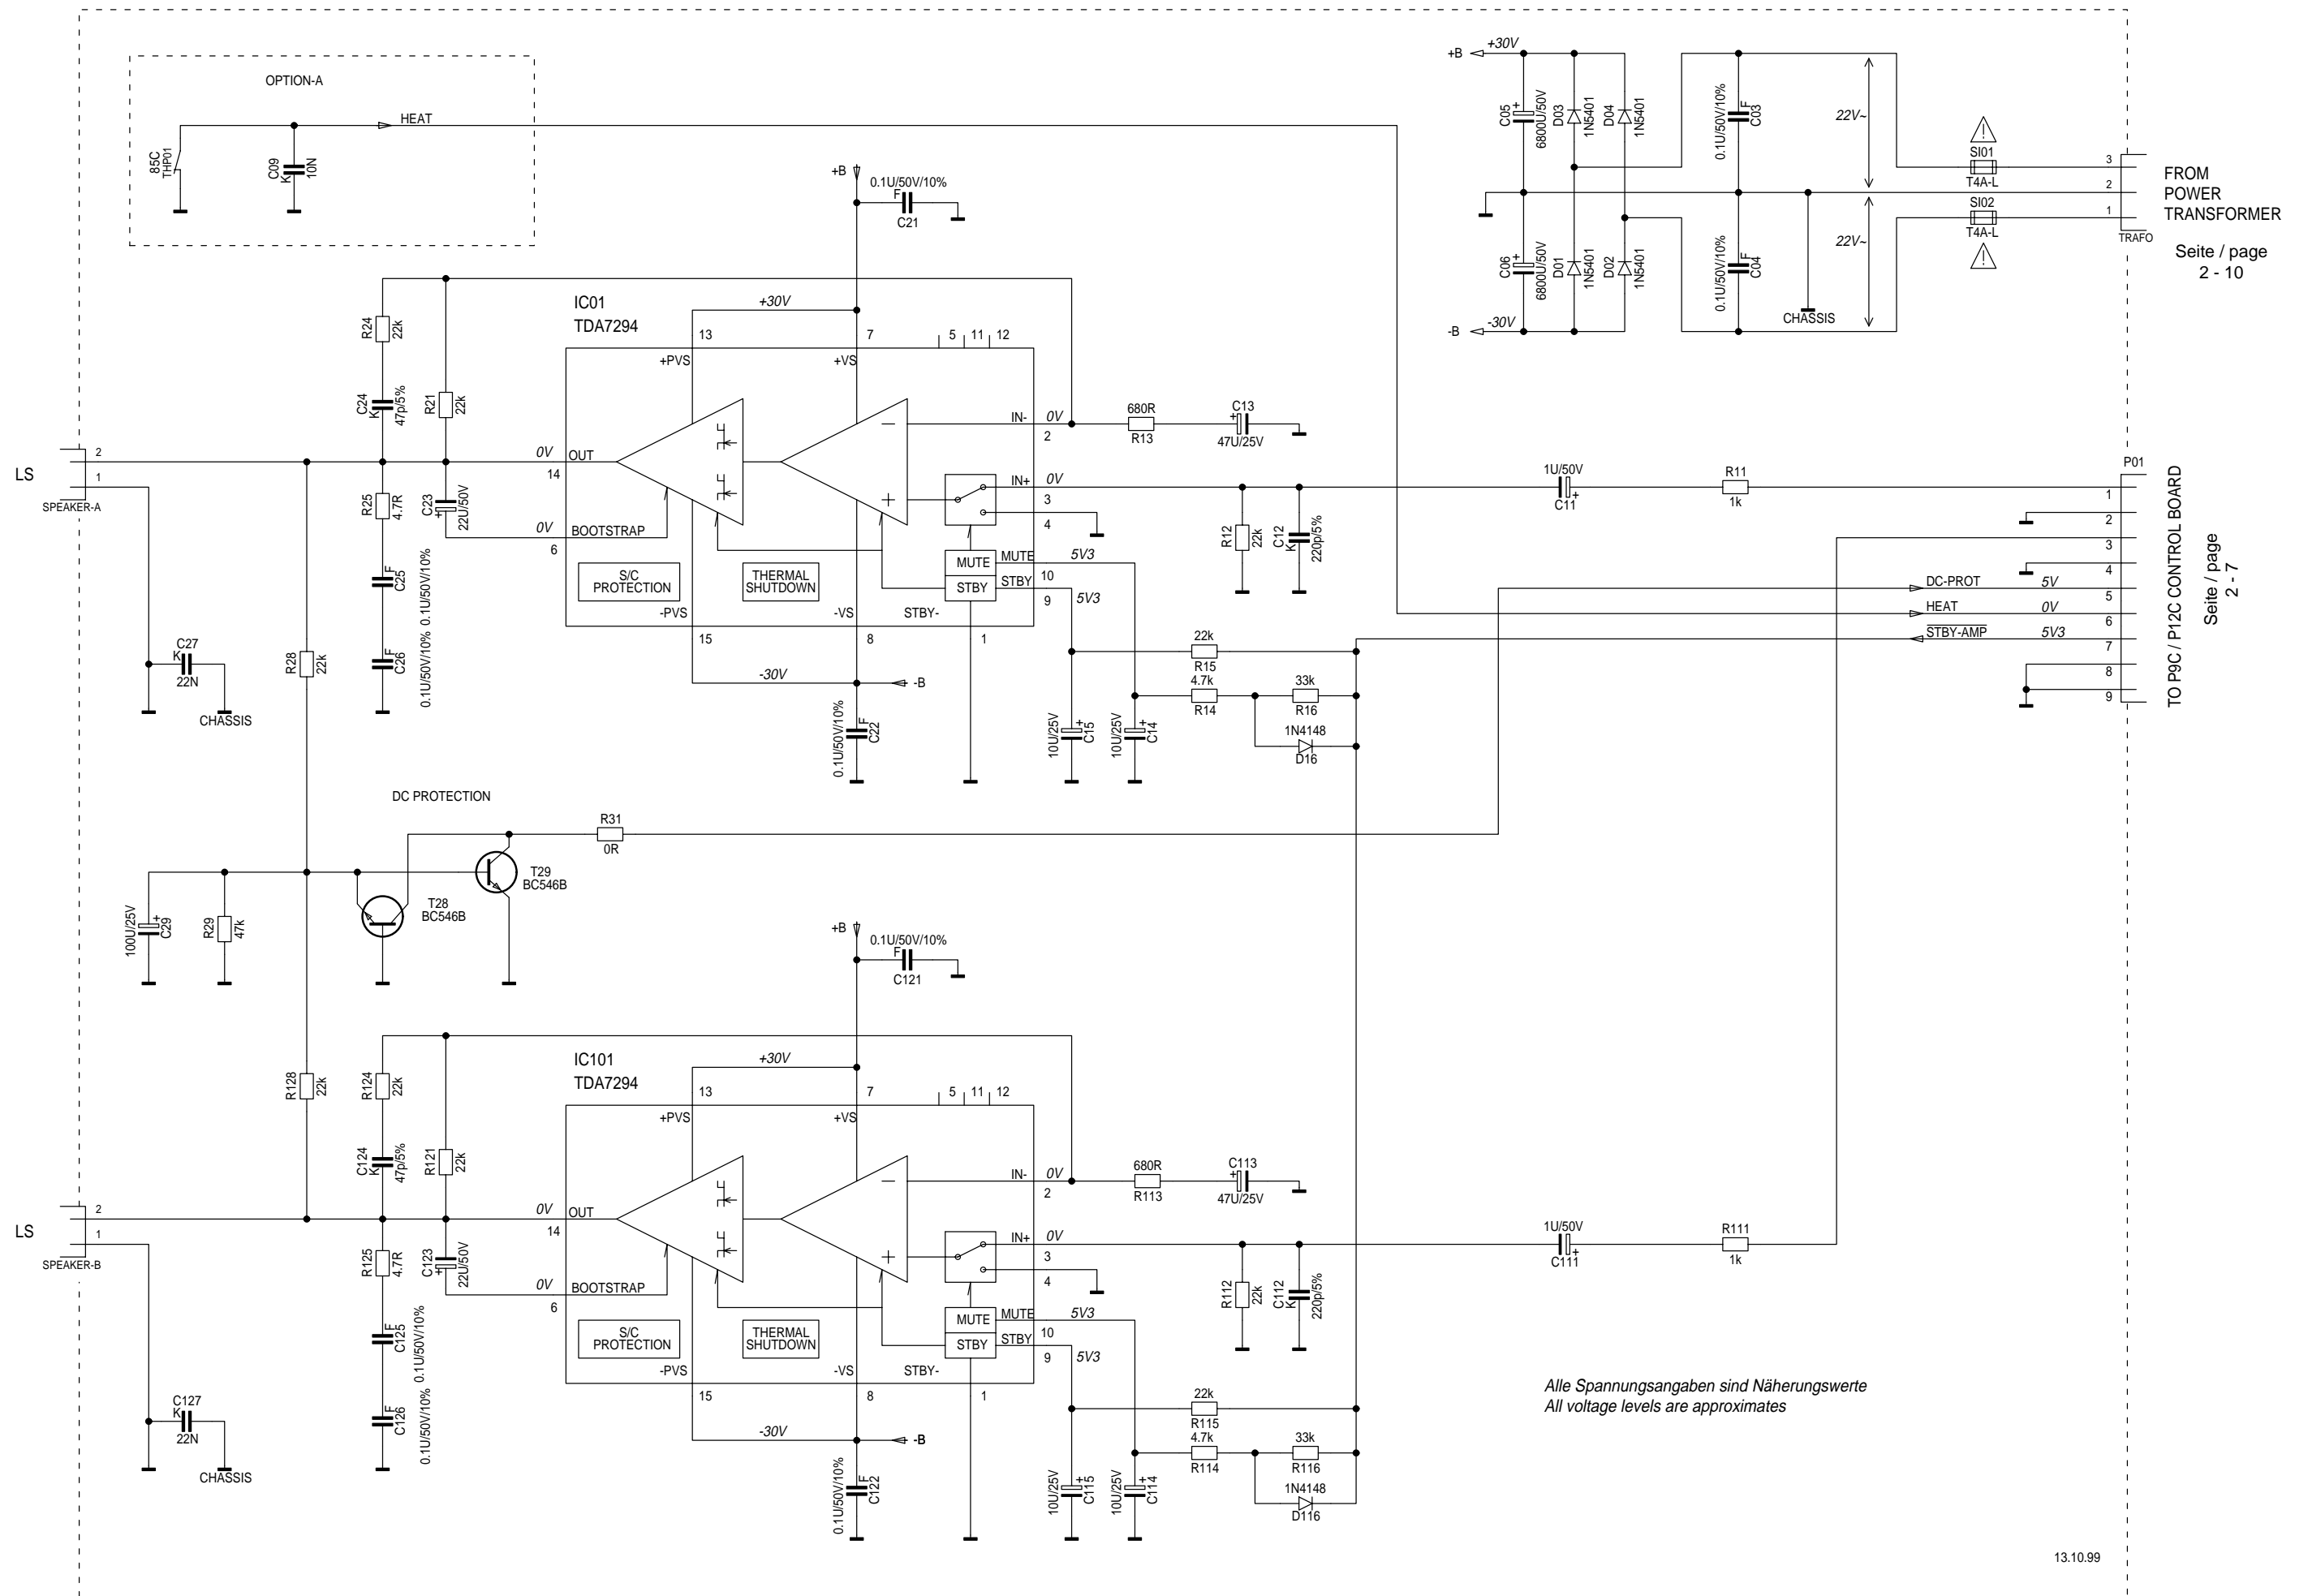 OPTION-A
HEAT
85C
THP01
C09
K
10N
+B
+30V
C05
+
6800U/50V
D03
1N5401
D04
1N5401
0.1U/50V/10%
F
C03
22V~
SI01
T4A-L
3
2
1
TRAFO
FROM
POWER
TRANSFORMER
Seite / page
2 - 10
SI02
T4A-L
C06
+
6800U/50V
D01
1N5401
D02
1N5401
0.1U/50V/10%
F
C04
22V~
CHASSIS
-B
-30V
+B
0.1U/50V/10%
F
C21
IC01
TDA7294
+30V
13
7
5
11
12
+PVS
+VS
R24
22k
C24
K
47p/5%
R21
22k
IN-
0V
2
680R
R13
C13
+
47U/25V
LS
2
1
SPEAKER-A
0V
OUT
14
R25
4.7R
C23
+
22U/50V
0V
BOOTSTRAP
6
IN+
0V
3
4
MUTE
MUTE
5V3
10
STBY
STBY
9
5V3
S/C
PROTECTION
THERMAL
SHUTDOWN
-PVS
-VS
STBY-
15
8
1
-30V
-B
R12
22k
C12
K
220p/5%
1U/50V
C11
+
R11
1k
P01
1
2
3
4
5
6
7
8
9
DC-PROT
5V
HEAT
0V
STBY-AMP
5V3
TO P9C / P12C CONTROL BOARD
Seite / page
2 - 7
F
C25
0.1U/50V/10%
F
C26
0.1U/50V/10%
C27
K
22N
CHASSIS
R28
22k
0.1U/50V/10%
F
C22
22k
R15
4.7k
R14
33k
R16
1N4148
D16
10U/25V
+
C15
10U/25V
+
C14
DC PROTECTION
R31
0R
T29
BC546B
T28
BC546B
100U/25V
+
C29
R29
47k
+B
0.1U/50V/10%
F
C121
IC101
TDA7294
+30V
13
7
5
11
12
+PVS
+VS
R128
22k
R124
22k
C124
K
47p/5%
R121
22k
IN-
0V
2
680R
R113
C113
+
47U/25V
LS
2
1
SPEAKER-B
0V
OUT
14
R125
4.7R
C123
+
22U/50V
0V
BOOTSTRAP
6
IN+
0V
3
4
MUTE
MUTE
5V3
10
STBY
STBY
9
5V3
S/C
PROTECTION
THERMAL
SHUTDOWN
-PVS
-VS
STBY-
15
8
1
-30V
-B
R112
22k
C112
K
220p/5%
1U/50V
C111
+
R111
1k
F
C125
0.1U/50V/10%
F
C126
0.1U/50V/10%
C127
K
22N
CHASSIS
0.1U/50V/10%
F
C122
22k
R115
4.7k
R114
33k
R116
1N4148
D116
10U/25V
+
C115
10U/25V
+
C114
Alle Spannungsangaben sind Näherungswerte
All voltage levels are approximates
13.10.99